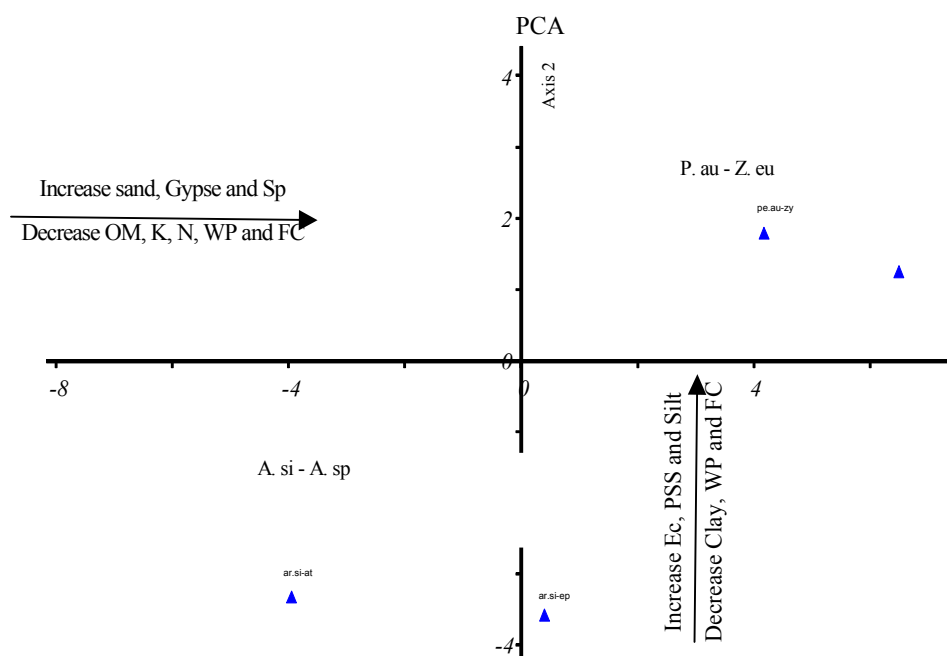 PCA
Axis 2
4
P. au - Z. eu
Increase sand, Gypse and Sp
pe.au-zy
2
Decrease OM, K, N, WP and FC
0
-8
-4
0
4
Increase Ec, PSS and Silt
Decrease Clay, WP and FC
A. si - A. sp
ar.si-at
ar.si-ep
-4